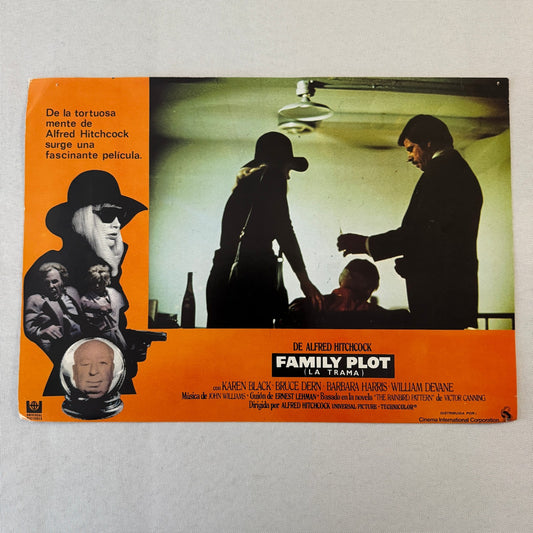 De la tortuosa
mente de
Alfred Hitchcock
surge una
fascinante película.
DE ALFRED HITCHCOCK
FAMILY PLOT
(LA TRAMA)
con KAREN BLACK · BRUCE DERN · BARBARA HARRIS · WILLIAM DEVANE
Música de JOHN WILLIAMS · Guión de ERNEST LEHMAN · Basado en la novela "THE RAINBIRD PATTERN" de VICTOR CANNING
Dirigida por ALFRED HITCHCOCK UNIVERSAL PICTURE · TECHNICOLOR®
DISTRIBUIDA POR:
Cinema International Corporation